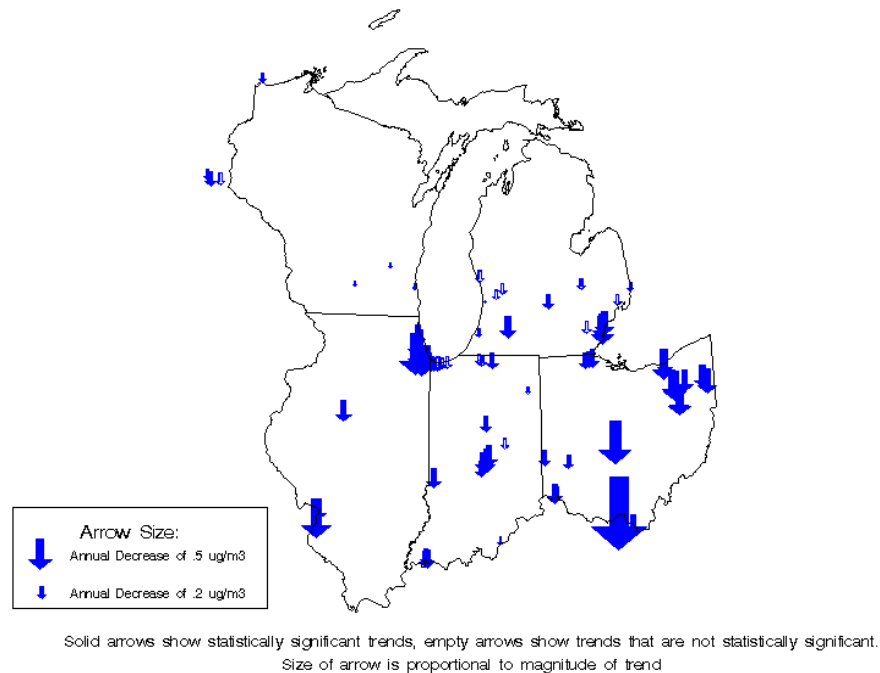 Arrow Size:
Annual Decrease of .5 ug/m3
Annual Decrease of .2 ug/m3
Solid arrows show statistically significant trends, empty arrows show trends that are not statistically significant.
Size of arrow is proportional to magnitude of trend